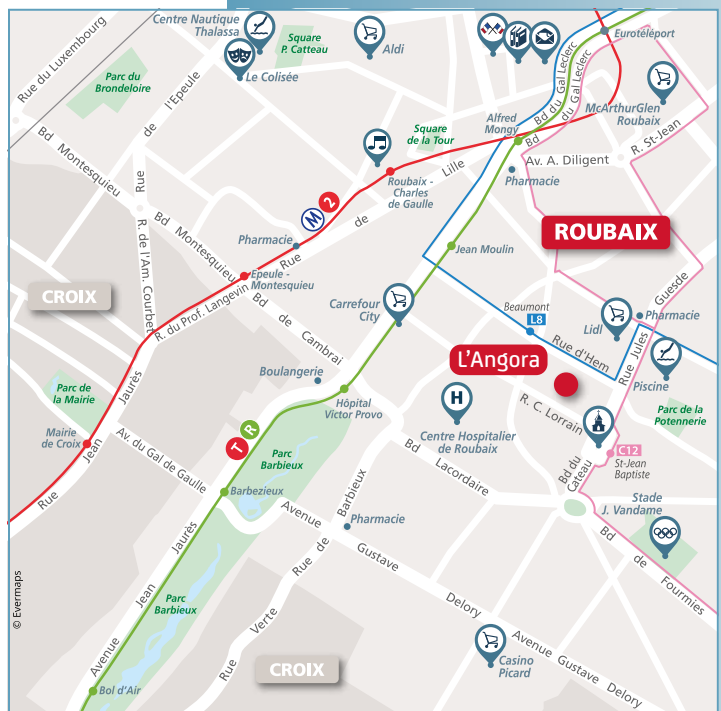 Centre Nautique
Thalassa
Square
P. Catteau
Aldi
Eurotéléport
Rue du Luxembourg
Le Colisée
Parc du
Brondeloire
Rue de l'Epeule
Bd du Gal Leclerc
Bd du Gal Leclerc
McArthurGlen
Roubaix
Alfred
Mongy
Square
de la Tour
R. St-Jean
Bd Montesquieu
Av. A. Diligent
Pharmacie
Roubaix -
Charles
de Gaulle
Rue de Lille
M 2
Bd Montesquieu
R. de l'Am. Courbet
Pharmacie
ROUBAIX
Jean Moulin
Epeule -
Montesquieu
CROIX
R. du Prof. Langevin
Bd de Cambrai
Carrefour
City
Beaumont
L8
Lidl
Pharmacie
Rue Jules Guesde
Rue d'Hem
L'Angora
Piscine
Boulangerie
Parc de
la Mairie
Hôpital
Victor Provo
H
Centre Hospitalier
de Roubaix
R. C. Lorrain
Parc de la
Potennerie
Mairie
de Croix
Rue Jean Jaurès
Av. du Gal de Gaulle
T R
Parc
Barbieux
Bd Lacordaire
Bd du
Cateau
C12
St-Jean
Baptiste
Barbezieux
Stade
J. Vandame
Pharmacie
Rue de Barbieux
Avenue Gustave Delory
Bd de Fourmies
Avenue Jean Jaurès
Parc
Barbieux
Rue Verte
Avenue Gustave Delory
Casino
Picard
CROIX
Bol d'Air
© Evermaps